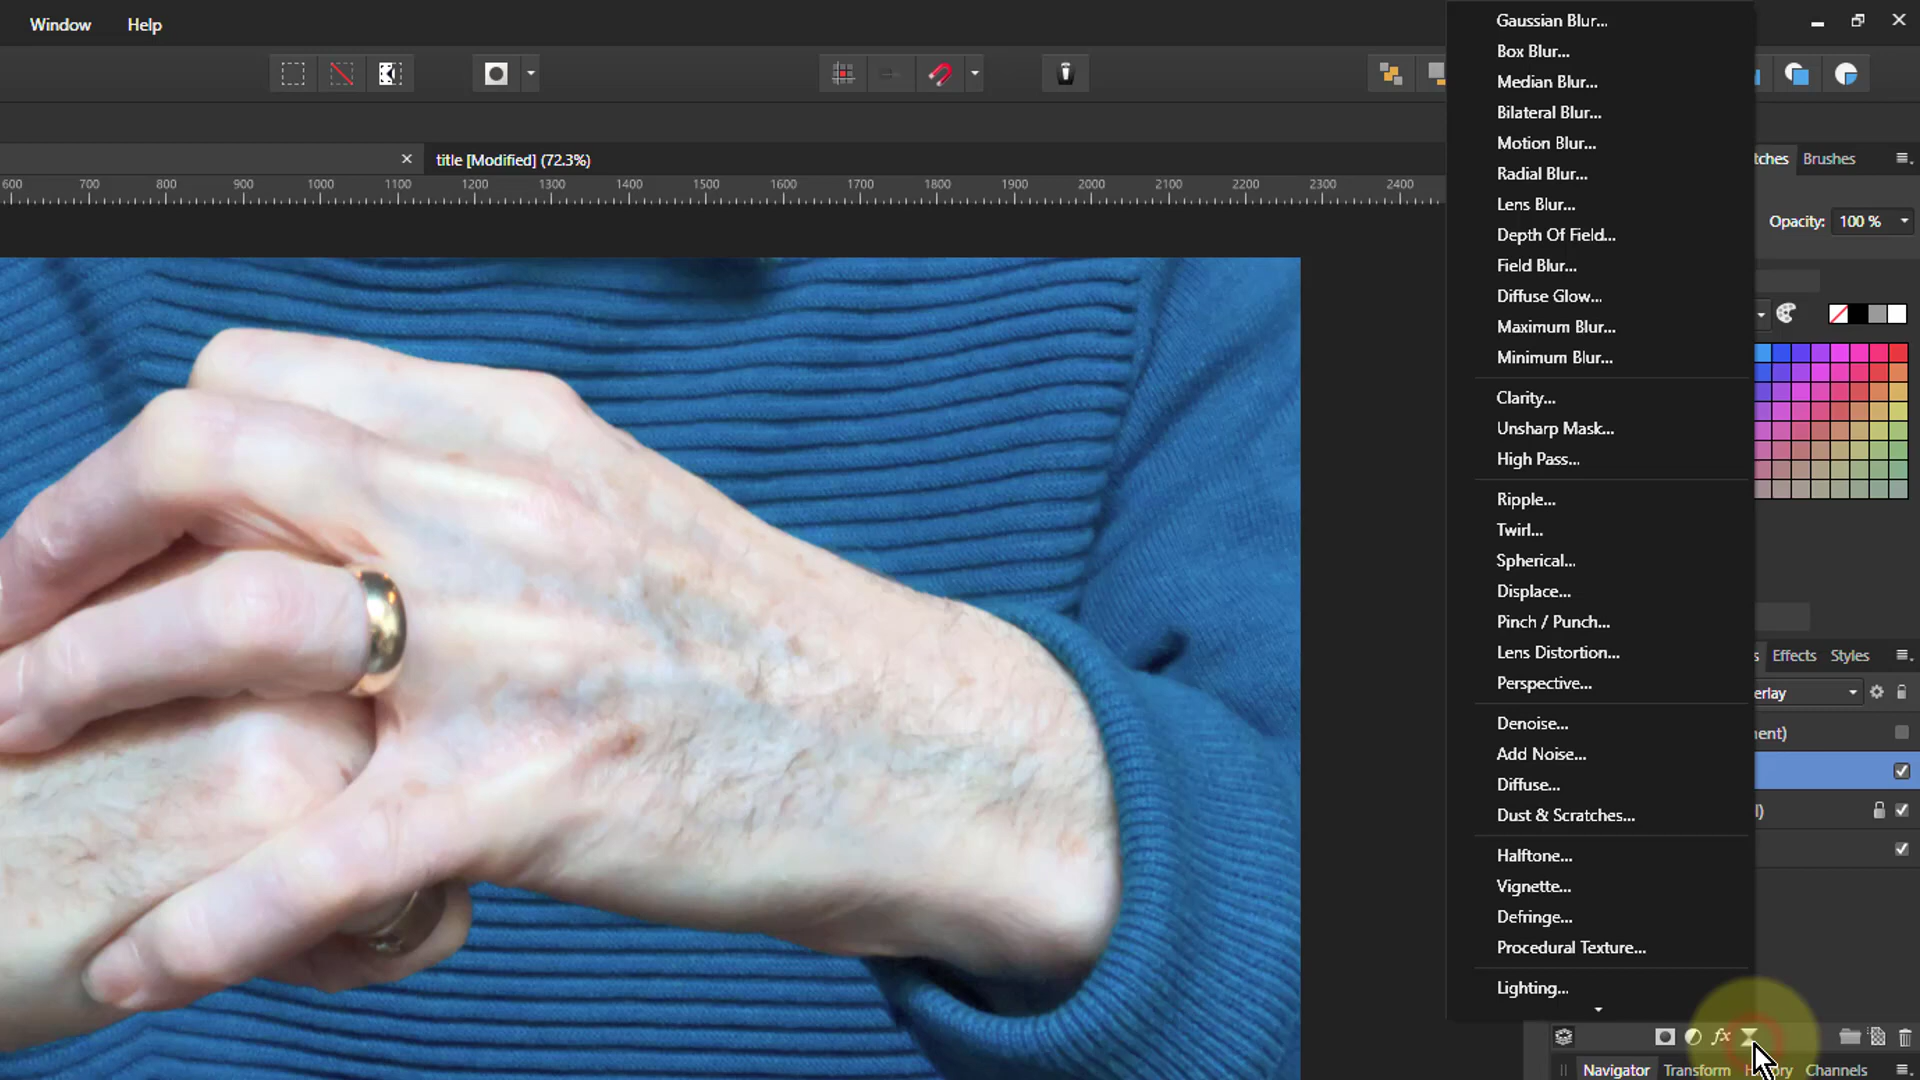 Window Help
title [Modified] (72.3%)
600 700 800 900 1000 1100 1200 1300 1400 1500 1600 1700 1800 1900 2000 2100 2200 2300 2400
Gaussian Blur...
Box Blur...
Median Blur...
Bilateral Blur...
Motion Blur...
Radial Blur...
Lens Blur...
Depth Of Field...
Field Blur...
Diffuse Glow...
Maximum Blur...
Minimum Blur...
Clarity...
Unsharp Mask...
High Pass...
Ripple...
Twirl...
Spherical...
Displace...
Pinch / Punch...
Lens Distortion...
Perspective...
Denoise...
Add Noise...
Diffuse...
Dust & Scratches...
Halftone...
Vignette...
Defringe...
Procedural Texture...
Lighting...
tches Brushes
Opacity: 100 %
s Effects Styles
erlay
nent)
l)
fx
Navigator Transform History Channels